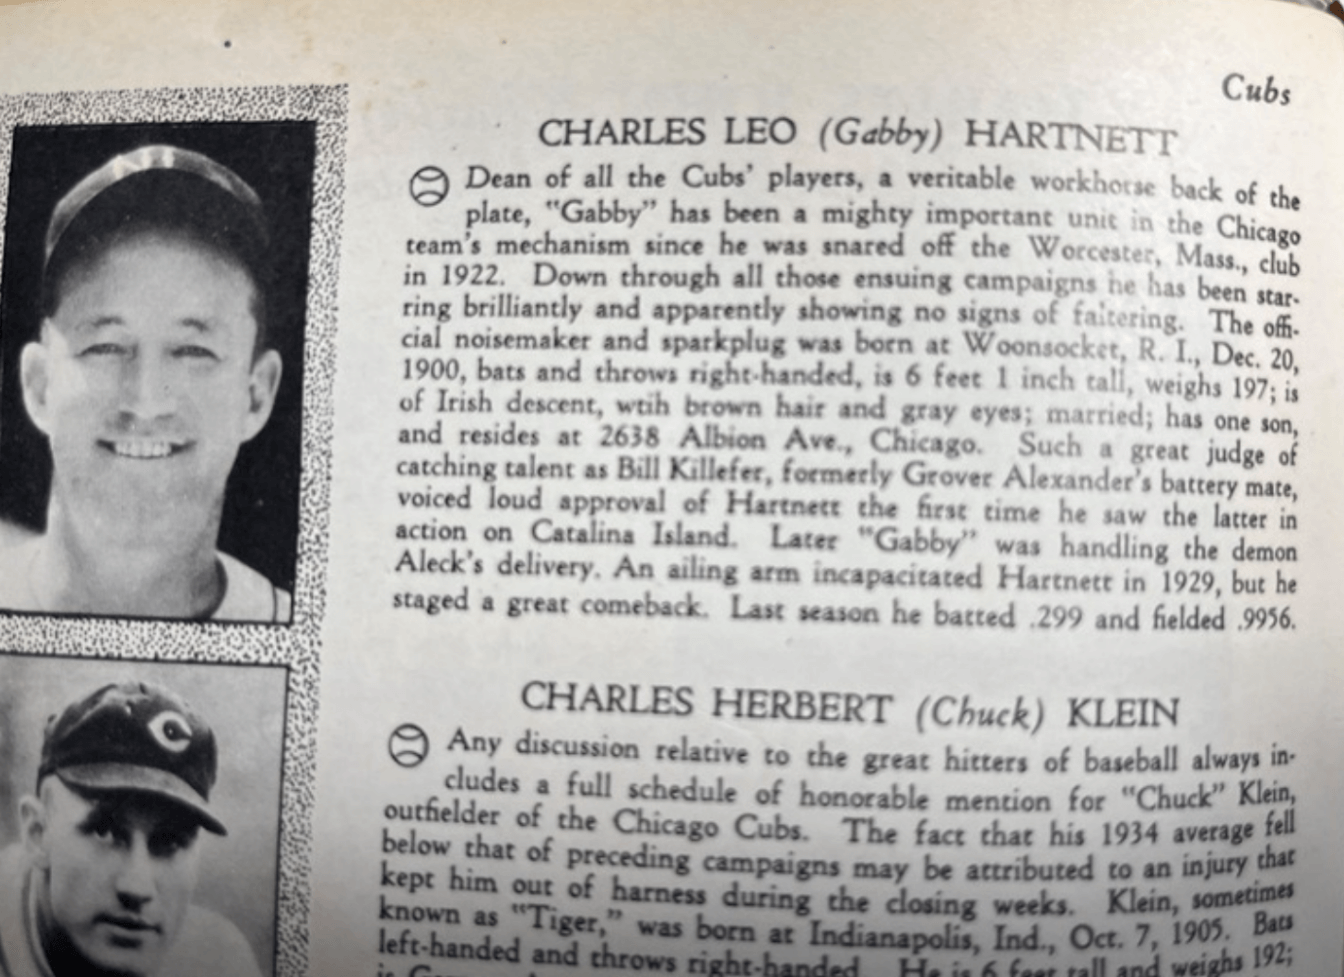 Cubs
CHARLES LEO (Gabby) HARTNETT
Dean of all the Cubs' players, a veritable workhorse back of the
plate, "Gabby" has been a mighty important unit in the Chicago
team's mechanism since he was snared off the Worcester, Mass., club
in 1922. Down through all those ensuing campaigns he has been star-
ring brilliantly and apparently showing no signs of faltering. The offi-
cial noisemaker and sparkplug was born at Woonsocket, R. I., Dec. 20,
1900, bats and throws right-handed, is 6 feet 1 inch tall, weighs 197; is
of Irish descent, wtih brown hair and gray eyes; married; has one son,
and resides at 2638 Albion Ave., Chicago. Such a great judge of
catching talent as Bill Killefer, formerly Grover Alexander's battery mate,
voiced loud approval of Hartnett the first time he saw the latter in
action on Catalina Island. Later "Gabby" was handling the demon
Aleck's delivery. An ailing arm incapacitated Hartnett in 1929, but he
staged a great comeback. Last season he batted .299 and fielded .9956.
CHARLES HERBERT (Chuck) KLEIN
Any discussion relative to the great hitters of baseball always in-
cludes a full schedule of honorable mention for "Chuck" Klein,
outfielder of the Chicago Cubs. The fact that his 1934 average fell
below that of preceding campaigns may be attributed to an injury that
kept him out of harness during the closing weeks. Klein, sometimes
known as "Tiger," was born at Indianapolis, Ind., Oct. 7, 1905. Bats
left-handed and throws right-handed. He is 6 feet tall and weighs 192;
C